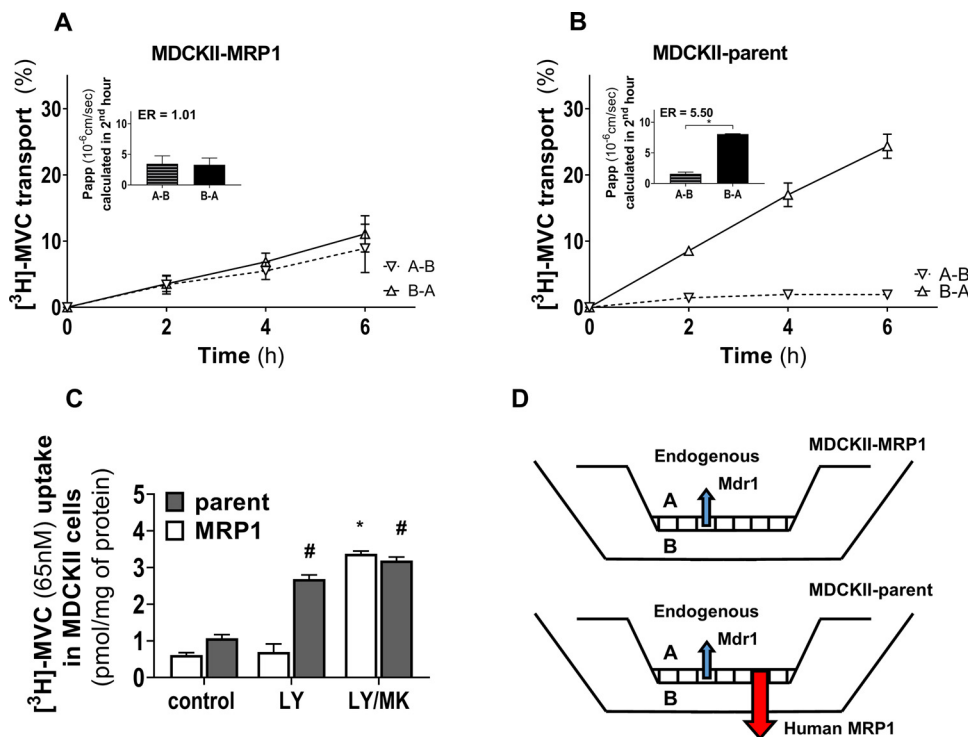 A
MDCKII-MRP1
[³H]-MVC transport (%)
30
20
10
0
0
2
4
6
Time (h)
ER = 1.01
Papp (10⁻⁶cm/sec)
calculated in 2ⁿᵈ hour
10
5
0
A-B
B-A
A-B
B-A
B
MDCKII-parent
[³H]-MVC transport (%)
30
20
10
0
0
2
4
6
Time (h)
ER = 5.50
*
Papp (10⁻⁶cm/sec)
calculated in 2ⁿᵈ hour
10
5
0
A-B
B-A
A-B
B-A
C
[³H]-MVC (65nM) uptake
in MDCKII cells
(pmol/mg of protein)
5
4
3
2
1
0
parent
MRP1
#
*
#
control
LY
LY/MK
D
MDCKII-MRP1
Endogenous
Mdr1
A
B
MDCKII-parent
Endogenous
Mdr1
A
B
Human MRP1